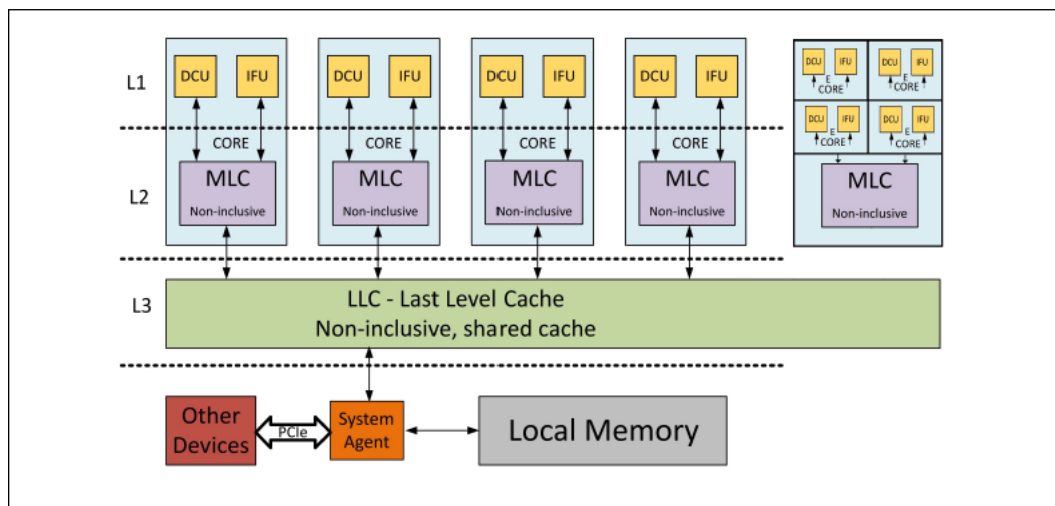 L1
DCU IFU
DCU IFU
DCU IFU
DCU IFU
DCU IFU
E
CORE
DCU IFU
E
CORE
DCU IFU
E
CORE
DCU IFU
E
CORE
CORE
CORE
CORE
CORE
L2
MLC
Non-inclusive
MLC
Non-inclusive
MLC
Non-inclusive
MLC
Non-inclusive
MLC
Non-inclusive
L3
LLC - Last Level Cache
Non-inclusive, shared cache
Other
Devices
PCIe
System
Agent
Local Memory